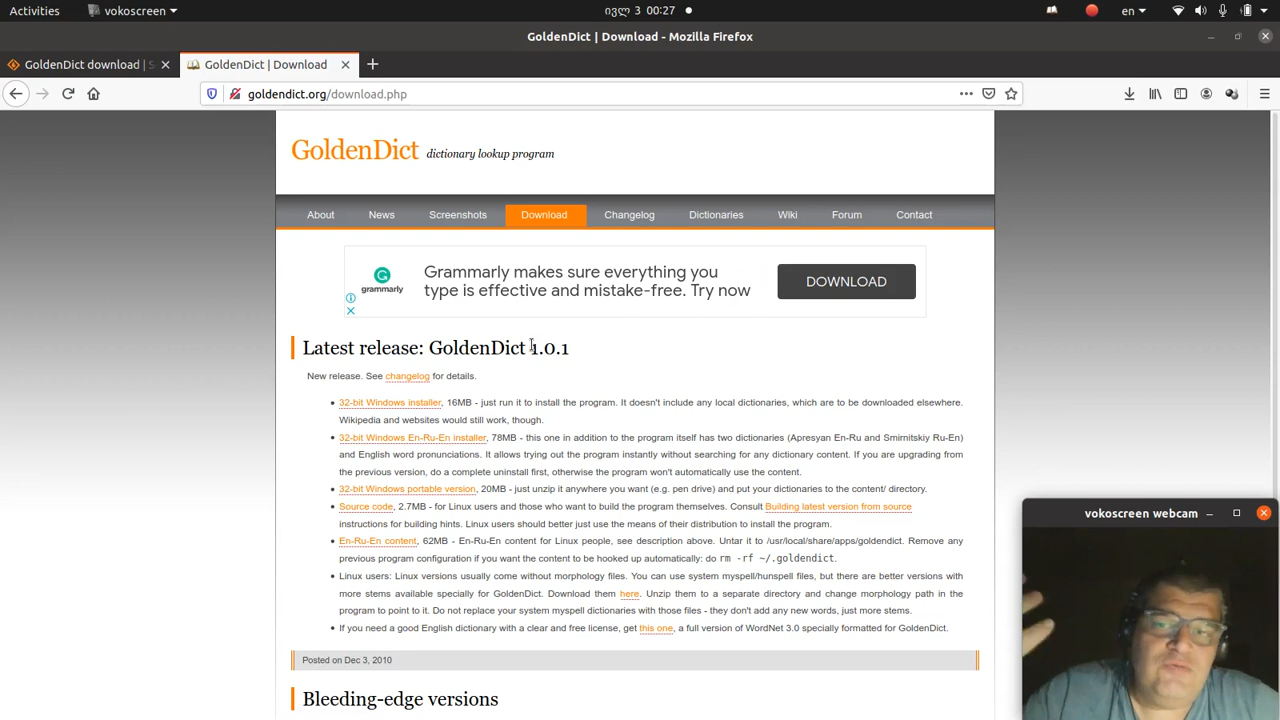 Activities vokoscreen ივლ 3 00:27 en
GoldenDict | Download - Mozilla Firefox
GoldenDict download | S GoldenDict | Download
goldendict.org/download.php
GoldenDict dictionary lookup program
About News Screenshots Download Changelog Dictionaries Wiki Forum Contact
grammarly
Grammarly makes sure everything you
type is effective and mistake-free. Try now
DOWNLOAD
Latest release: GoldenDict 1.0.1
New release. See changelog for details.
32-bit Windows installer, 16MB - just run it to install the program. It doesn't include any local dictionaries, which are to be downloaded elsewhere.
Wikipedia and websites would still work, though.
32-bit Windows En-Ru-En installer, 78MB - this one in addition to the program itself has two dictionaries (Apresyan En-Ru and Smirnitskiy Ru-En)
and English word pronunciations. It allows trying out the program instantly without searching for any dictionary content. If you are upgrading from
the previous version, do a complete uninstall first, otherwise the program won't automatically use the content.
32-bit Windows portable version, 20MB - just unzip it anywhere you want (e.g. pen drive) and put your dictionaries to the content/ directory.
Source code, 2.7MB - for Linux users and those who want to build the program themselves. Consult Building latest version from source
instructions for building hints. Linux users should better just use the means of their distribution to install the program.
En-Ru-En content, 62MB - En-Ru-En content for Linux people, see description above. Untar it to /usr/local/share/apps/goldendict. Remove any
previous program configuration if you want the content to be hooked up automatically: do rm -rf ~/.goldendict.
Linux users: Linux versions usually come without morphology files. You can use system myspell/hunspell files, but there are better versions with
more stems available specially for GoldenDict. Download them here. Unzip them to a separate directory and change morphology path in the
program to point to it. Do not replace your system myspell dictionaries with those files - they don't add any new words, just more stems.
If you need a good English dictionary with a clear and free license, get this one, a full version of WordNet 3.0 specially formatted for GoldenDict.
Posted on Dec 3, 2010
Bleeding-edge versions
vokoscreen webcam